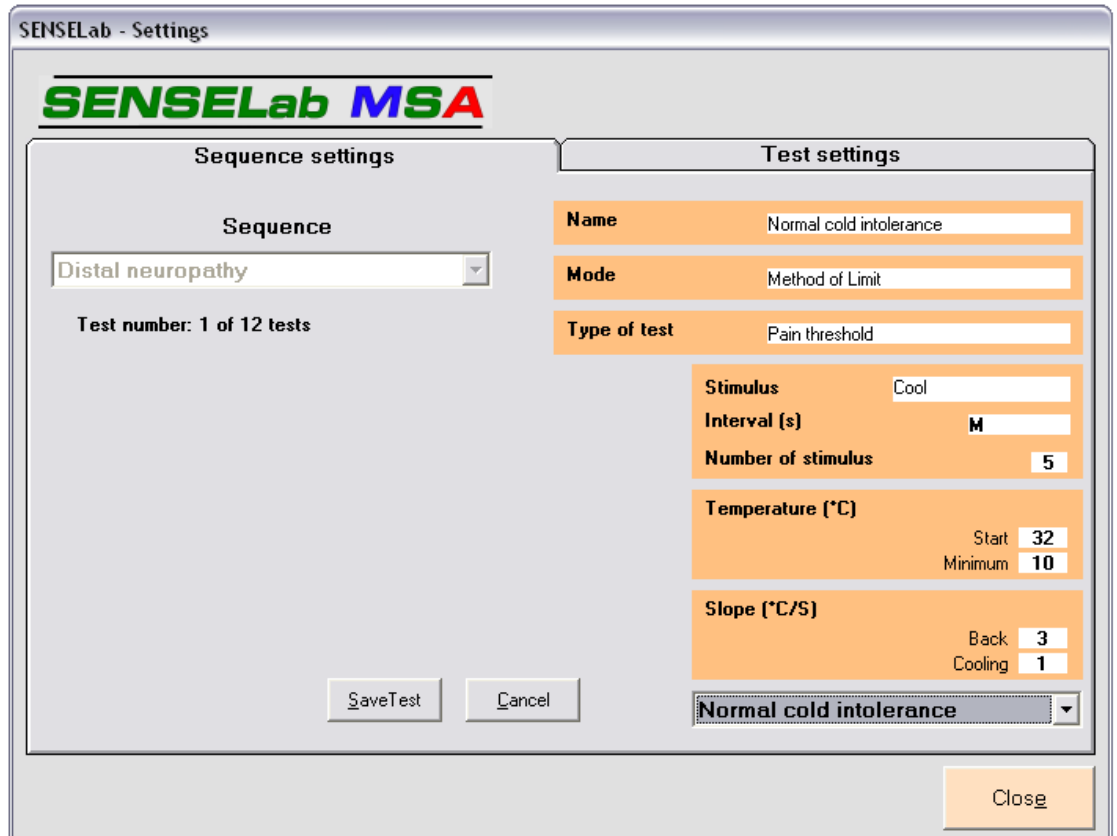 SENSELab - Settings
SENSELab MSA
Sequence settings
Test settings
Sequence
Distal neuropathy
Test number: 1 of 12 tests
Name Normal cold intolerance
Mode Method of Limit
Type of test Pain threshold
Stimulus Cool
Interval (s) M
Number of stimulus 5
Temperature (°C)
Start 32
Minimum 10
Slope (°C/S)
Back 3
Cooling 1
SaveTest
Cancel
Normal cold intolerance
Close